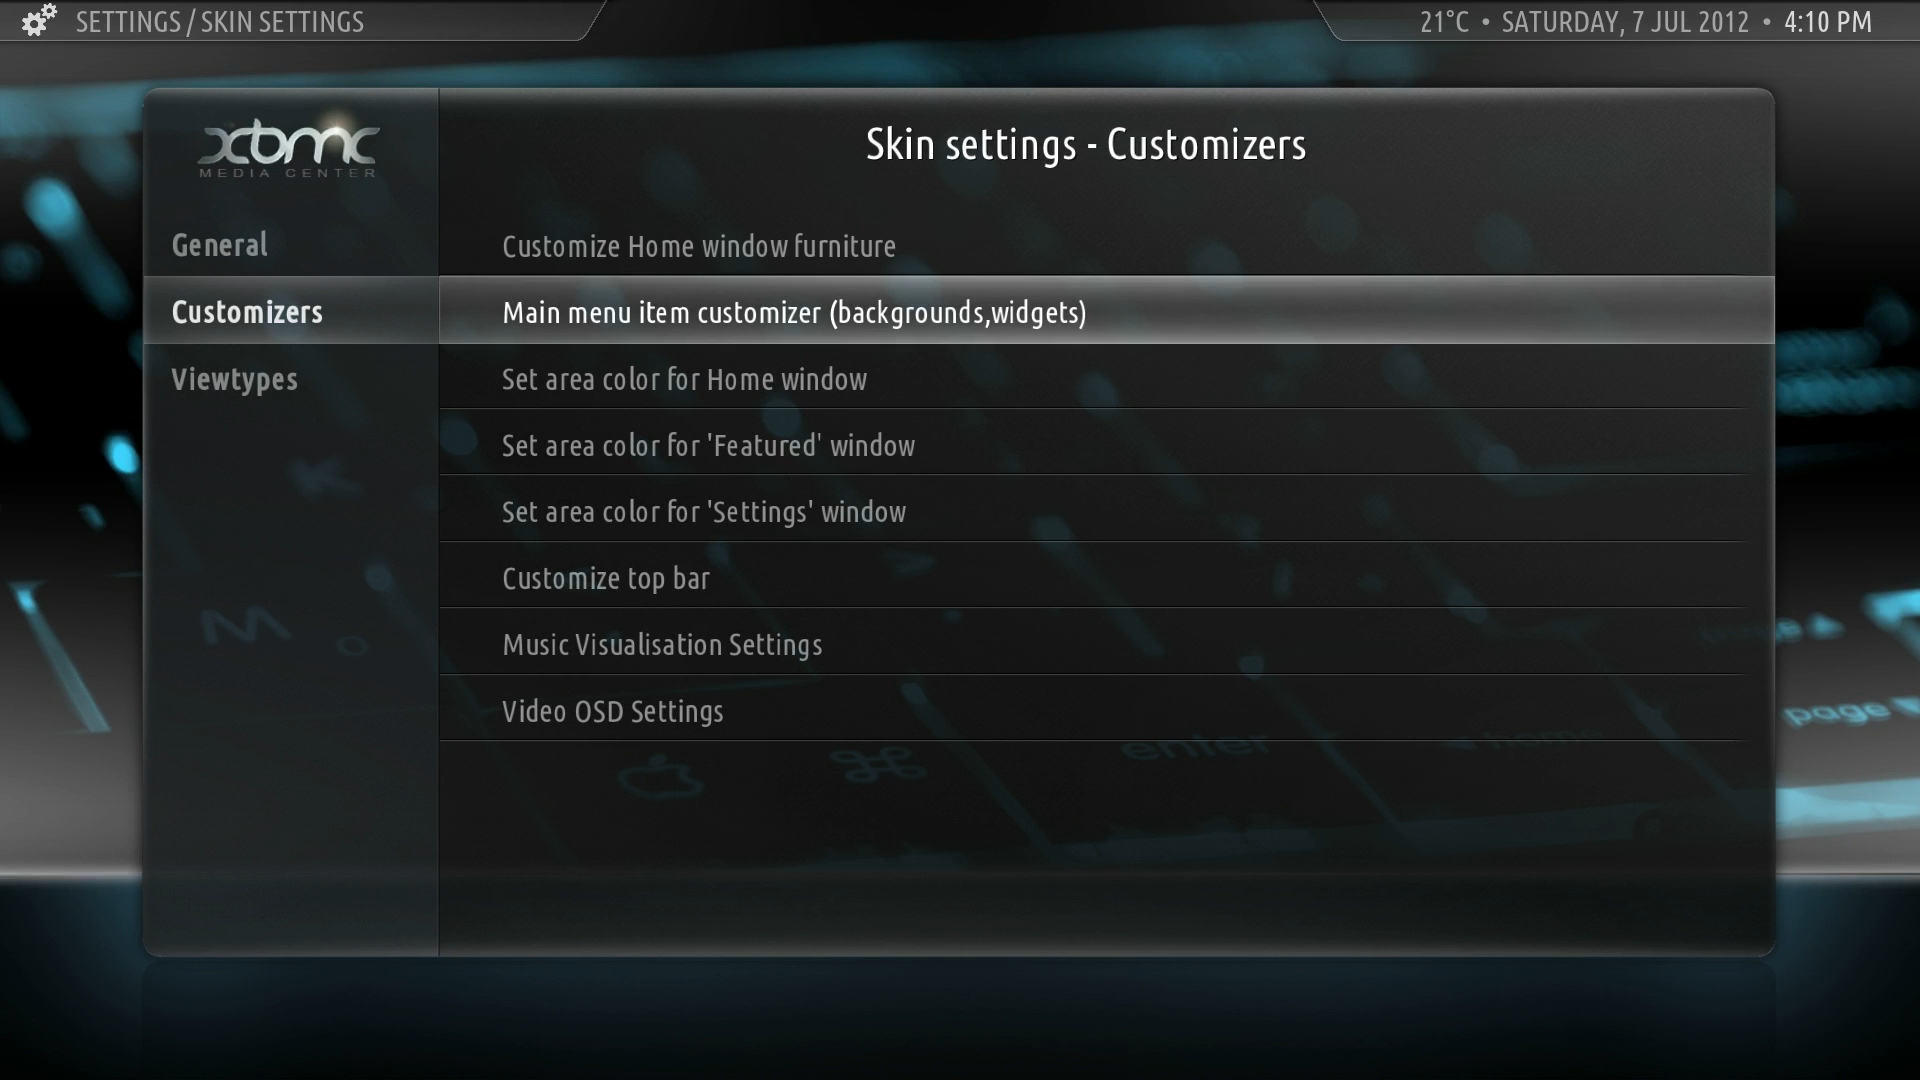 SETTINGS / SKIN SETTINGS
21°C • SATURDAY, 7 JUL 2012 • 4:10 PM
xbmc
MEDIA CENTER
Skin settings - Customizers
General
Customizers
Viewtypes
Customize Home window furniture
Main menu item customizer (backgrounds,widgets)
Set area color for Home window
Set area color for 'Featured' window
Set area color for 'Settings' window
Customize top bar
Music Visualisation Settings
Video OSD Settings
M
enter
home
page